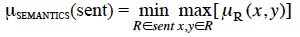 μSEMANTICS(sent) = min max[μR (x,y)]
R∈sent x,y∈R